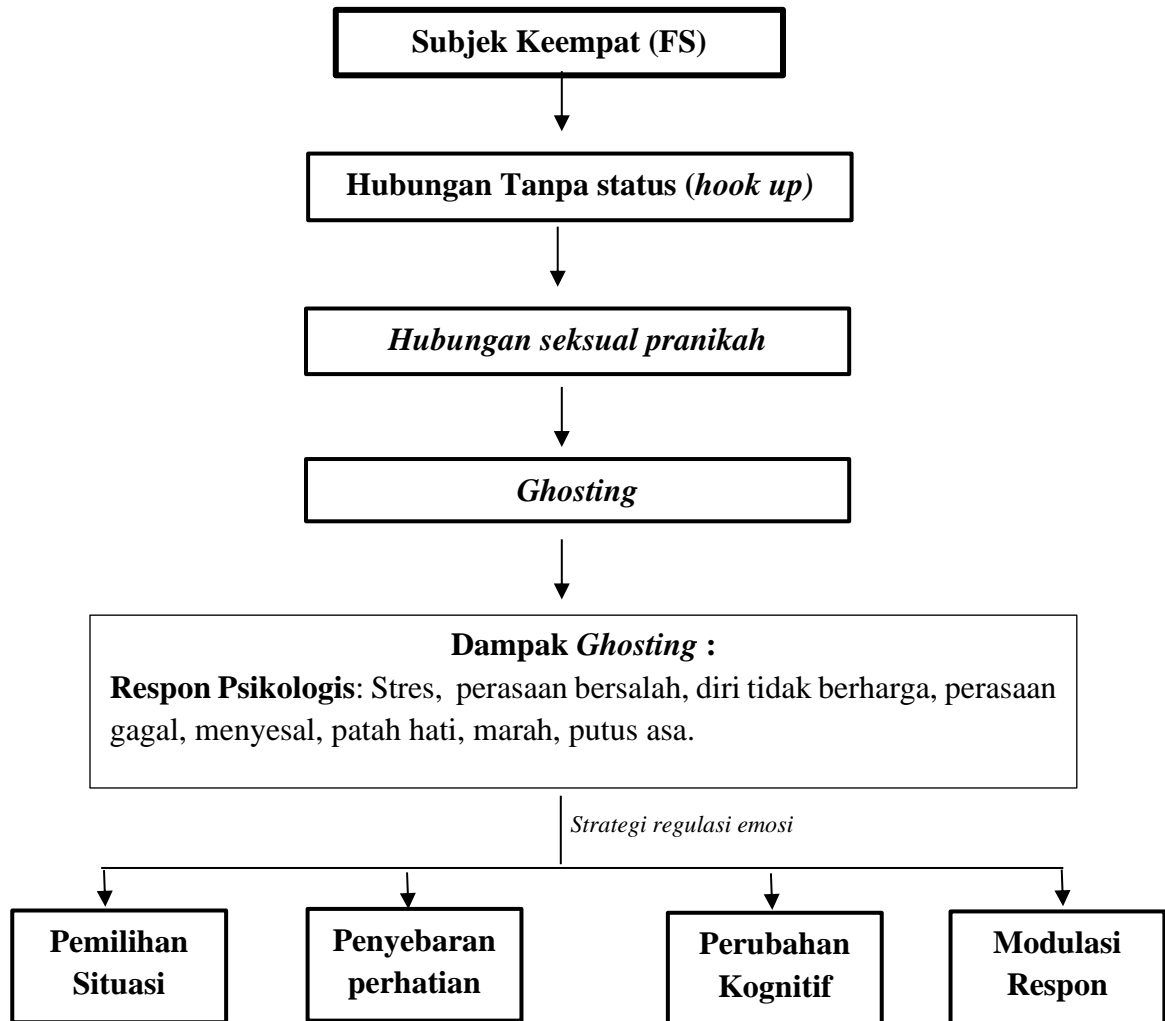 Subjek Keempat (FS)
Hubungan Tanpa status (hook up)
Hubungan seksual pranikah
Ghosting
Dampak Ghosting :
Respon Psikologis: Stres, perasaan bersalah, diri tidak berharga, perasaan
gagal, menyesal, patah hati, marah, putus asa.
Strategi regulasi emosi
Pemilihan
Situasi
Penyebaran
perhatian
Perubahan
Kognitif
Modulasi
Respon